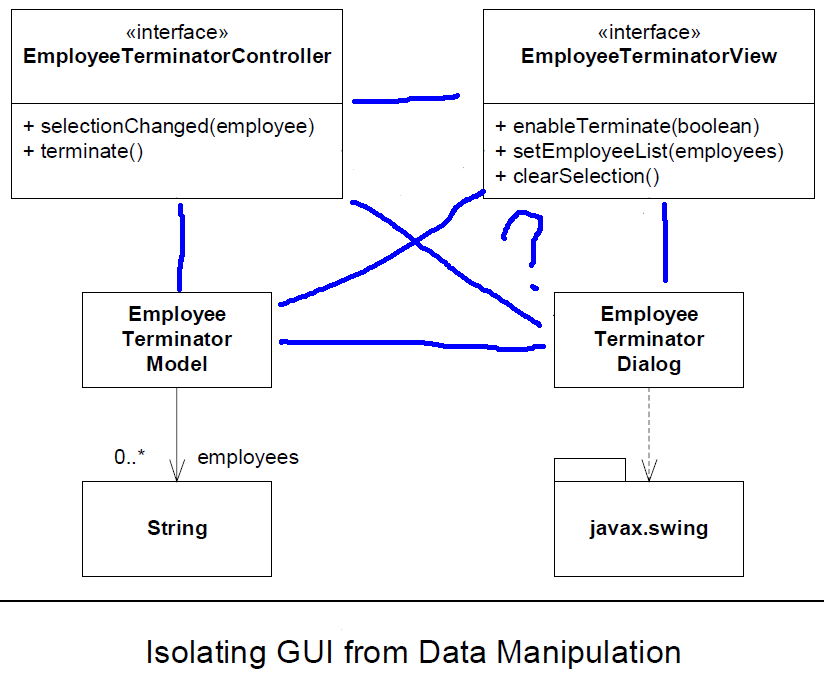 «interface»
EmployeeTerminatorController
+ selectionChanged(employee)
+ terminate()
«interface»
EmployeeTerminatorView
+ enableTerminate(boolean)
+ setEmployeeList(employees)
+ clearSelection()
?
Employee
Terminator
Model
Employee
Terminator
Dialog
0..* employees
String
javax.swing
Isolating GUI from Data Manipulation